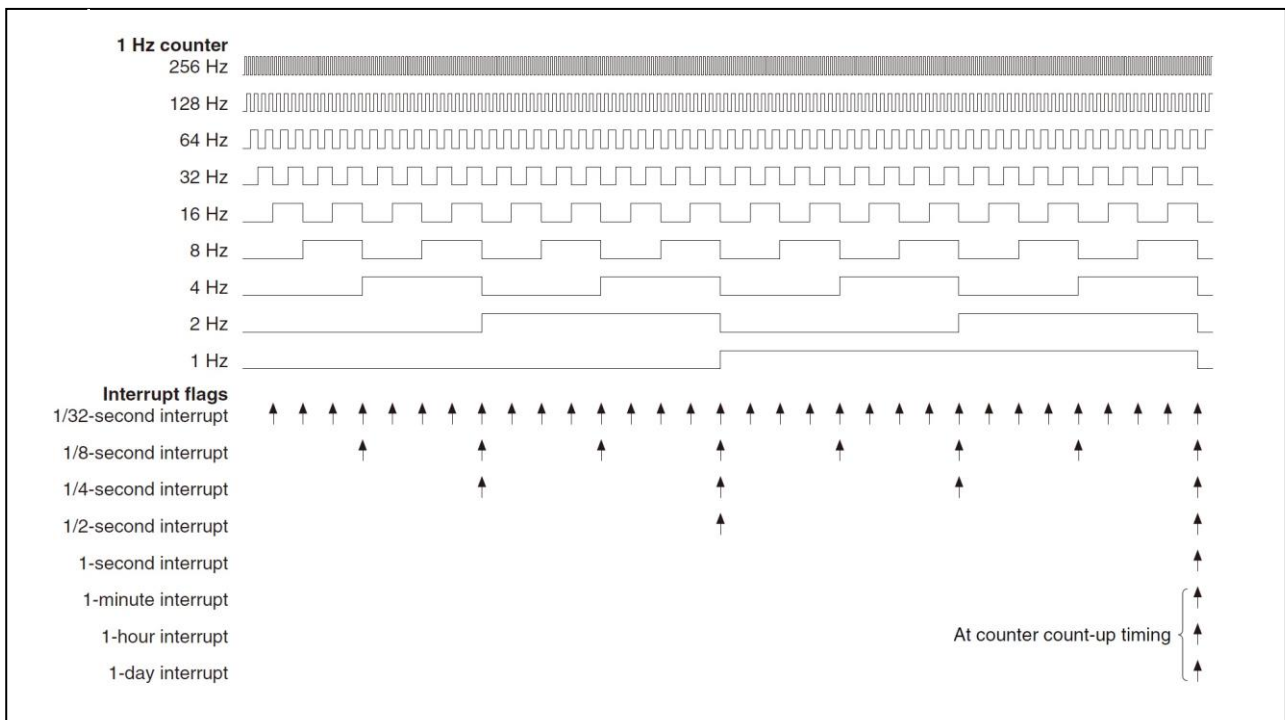 1 Hz counter
256 Hz
128 Hz
64 Hz
32 Hz
16 Hz
8 Hz
4 Hz
2 Hz
1 Hz
Interrupt flags
1/32-second interrupt
1/8-second interrupt
1/4-second interrupt
1/2-second interrupt
1-second interrupt
1-minute interrupt
1-hour interrupt
At counter count-up timing
1-day interrupt